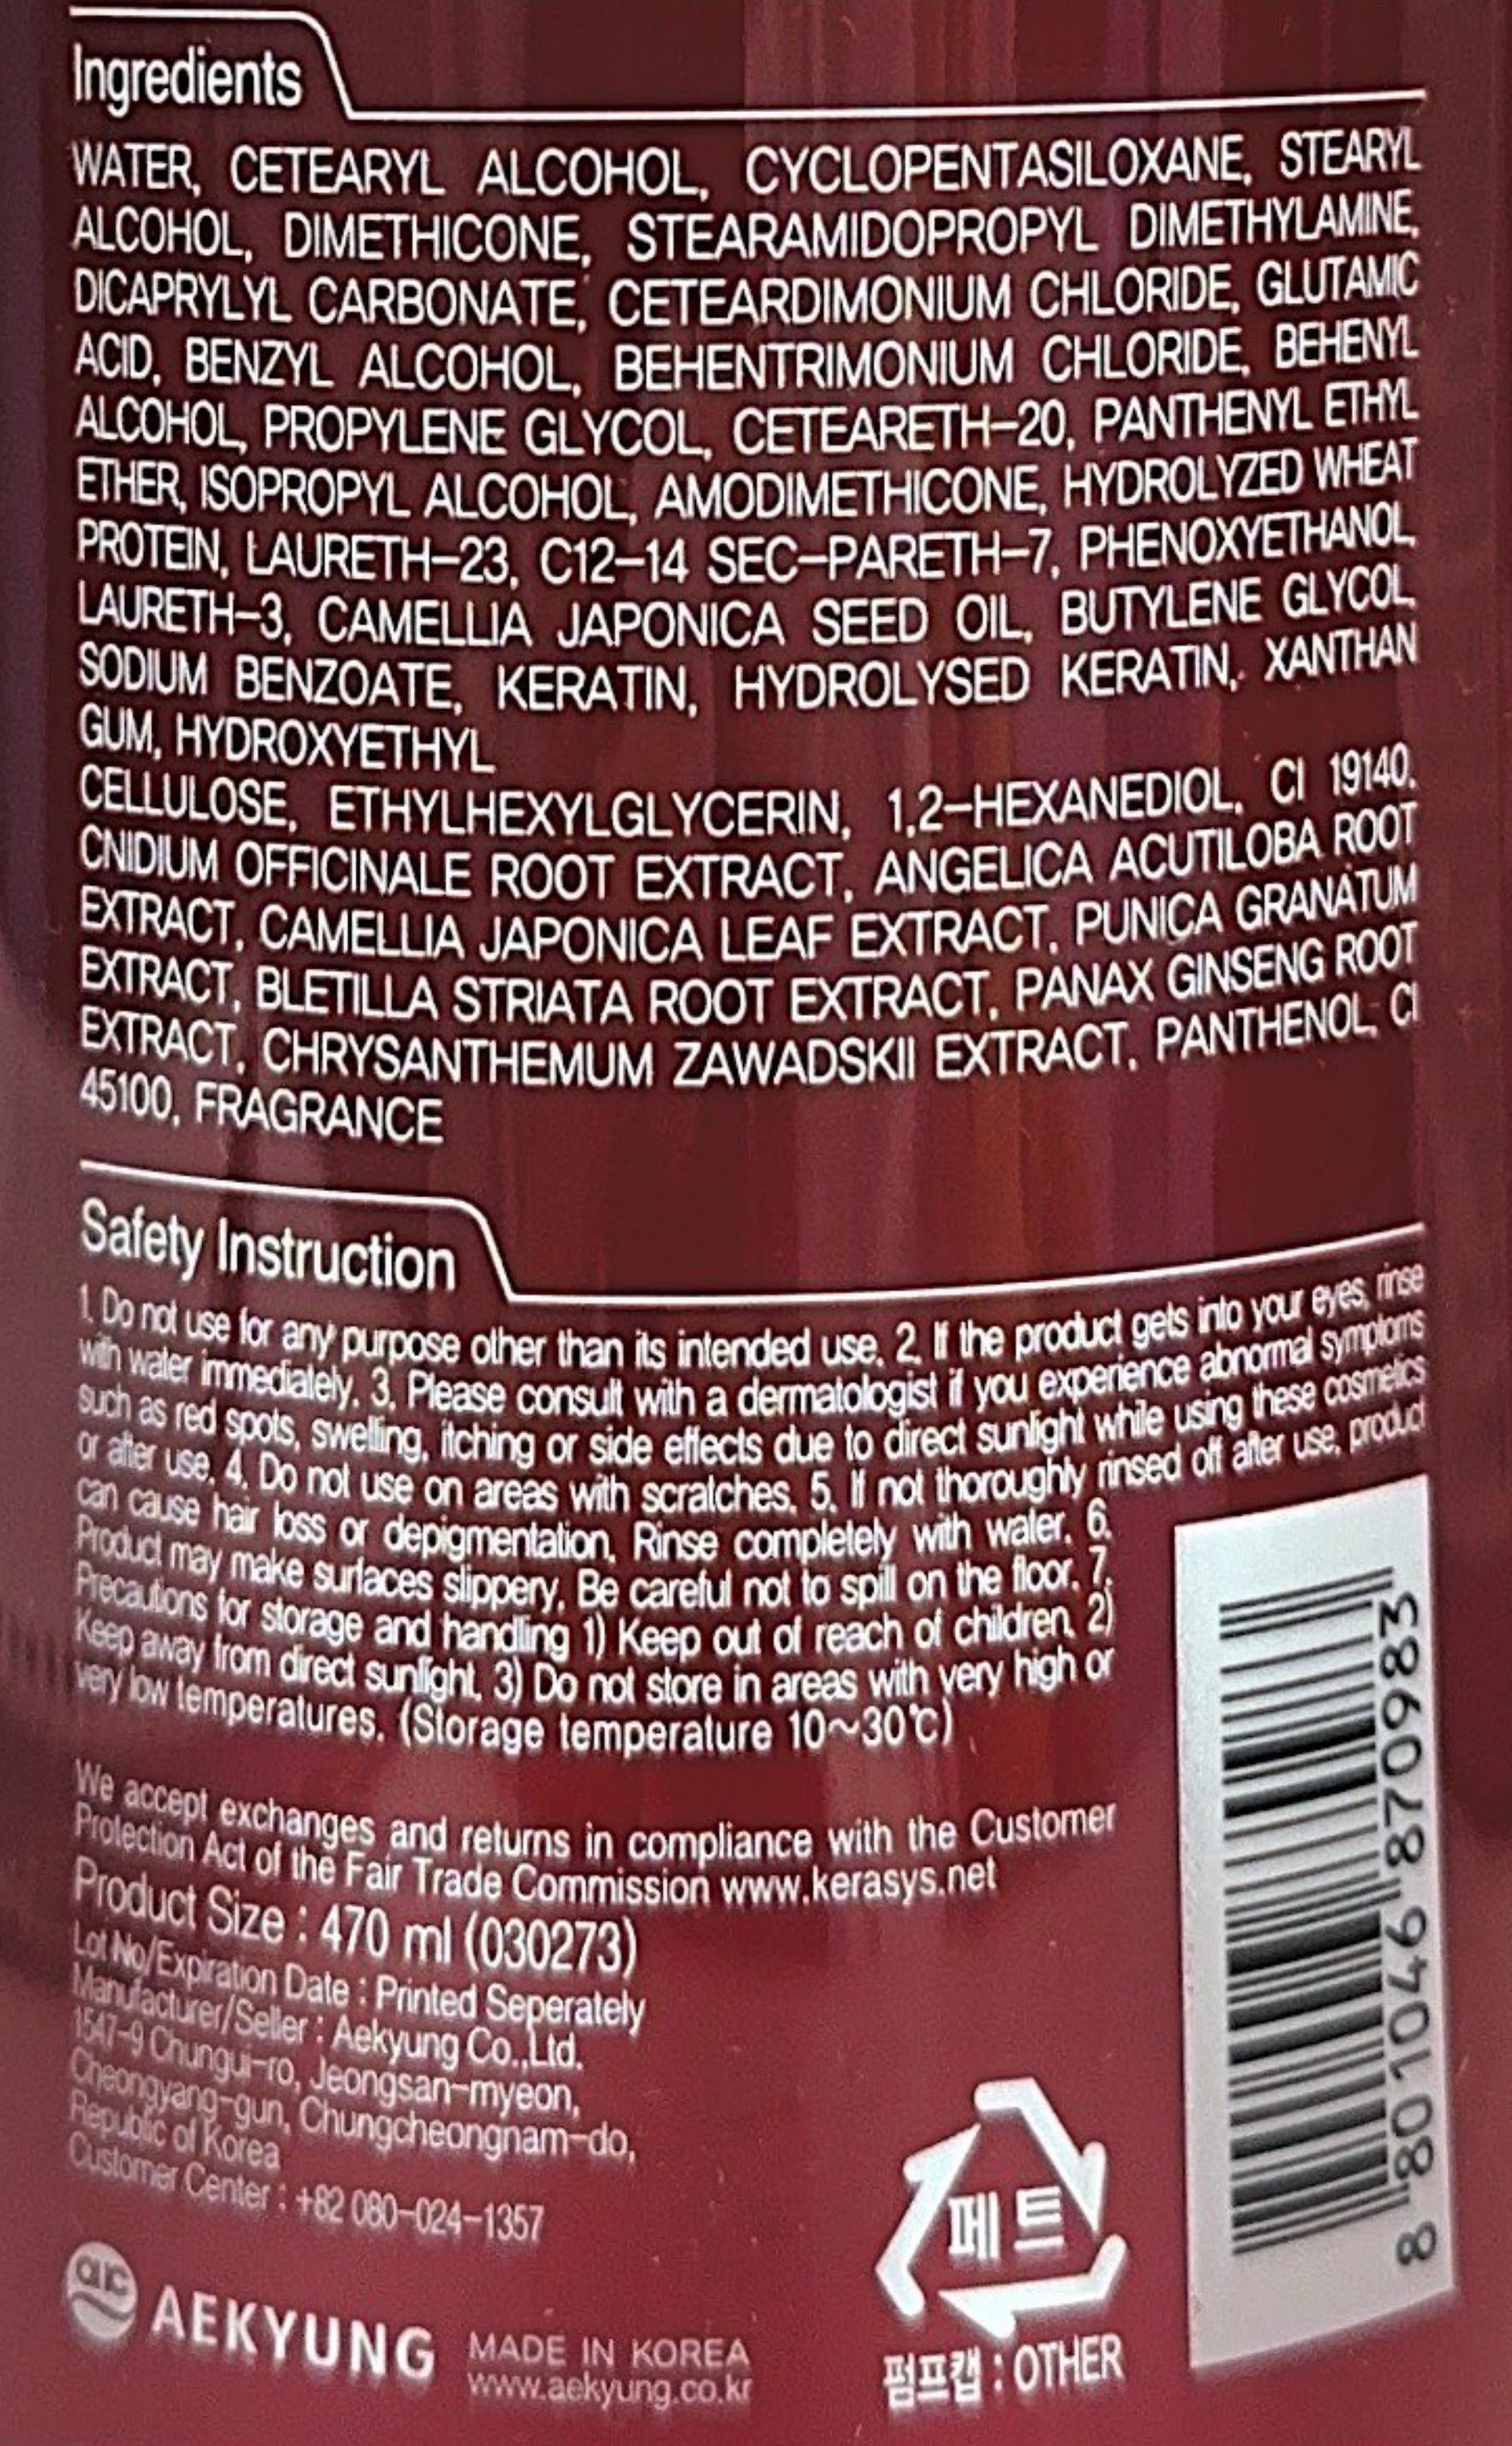 Ingredients
WATER, CETEARYL ALCOHOL, CYCLOPENTASILOXANE, STEARYL
ALCOHOL, DIMETHICONE, STEARAMIDOPROPYL DIMETHYLAMINE,
DICAPRYLYL CARBONATE, CETEARDIMONIUM CHLORIDE, GLUTAMIC
ACID, BENZYL ALCOHOL, BEHENTRIMONIUM CHLORIDE, BEHENYL
ALCOHOL, PROPYLENE GLYCOL, CETEARETH-20, PANTHENYL ETHYL
ETHER, ISOPROPYL ALCOHOL, AMODIMETHICONE, HYDROLYZED WHEAT
PROTEIN, LAURETH-23, C12-14 SEC-PARETH-7, PHENOXYETHANOL,
LAURETH-3, CAMELLIA JAPONICA SEED OIL, BUTYLENE GLYCOL,
SODIUM BENZOATE, KERATIN, HYDROLYSED KERATIN, XANTHAN
GUM, HYDROXYETHYL
CELLULOSE, ETHYLHEXYLGLYCERIN, 1,2-HEXANEDIOL, CI 19140,
CNIDIUM OFFICINALE ROOT EXTRACT, ANGELICA ACUTILOBA ROOT
EXTRACT, CAMELLIA JAPONICA LEAF EXTRACT, PUNICA GRANATUM
EXTRACT, BLETILLA STRIATA ROOT EXTRACT, PANAX GINSENG ROOT
EXTRACT, CHRYSANTHEMUM ZAWADSKII EXTRACT, PANTHENOL, CI
45100, FRAGRANCE
Safety Instruction
1. Do not use for any purpose other than its intended use. 2. If the product gets into your eyes, rinse
with water immediately. 3. Please consult with a dermatologist if you experience abnormal symptoms
such as red spots, swelling, itching or side effects due to direct sunlight while using these cosmetics
or after use. 4. Do not use on areas with scratches. 5. If not thoroughly rinsed off after use, product
can cause hair loss or depigmentation. Rinse completely with water. 6.
Product may make surfaces slippery. Be careful not to spill on the floor. 7.
Precautions for storage and handling 1) Keep out of reach of children. 2)
Keep away from direct sunlight. 3) Do not store in areas with very high or
very low temperatures. (Storage temperature 10~30℃)
We accept exchanges and returns in compliance with the Customer
Protection Act of the Fair Trade Commission www.kerasys.net
Product Size : 470 ml (030273)
Lot No/Expiration Date : Printed Seperately
Manufacturer/Seller : Aekyung Co.,Ltd.
1547-9 Chungui-ro, Jeongsan-myeon,
Cheongyang-gun, Chungcheongnam-do,
Republic of Korea
Customer Center : +82 080-024-1357
ac AEKYUNG
MADE IN KOREA
www.aekyung.co.kr
페트
펌프캡 : OTHER
8 801046 870983